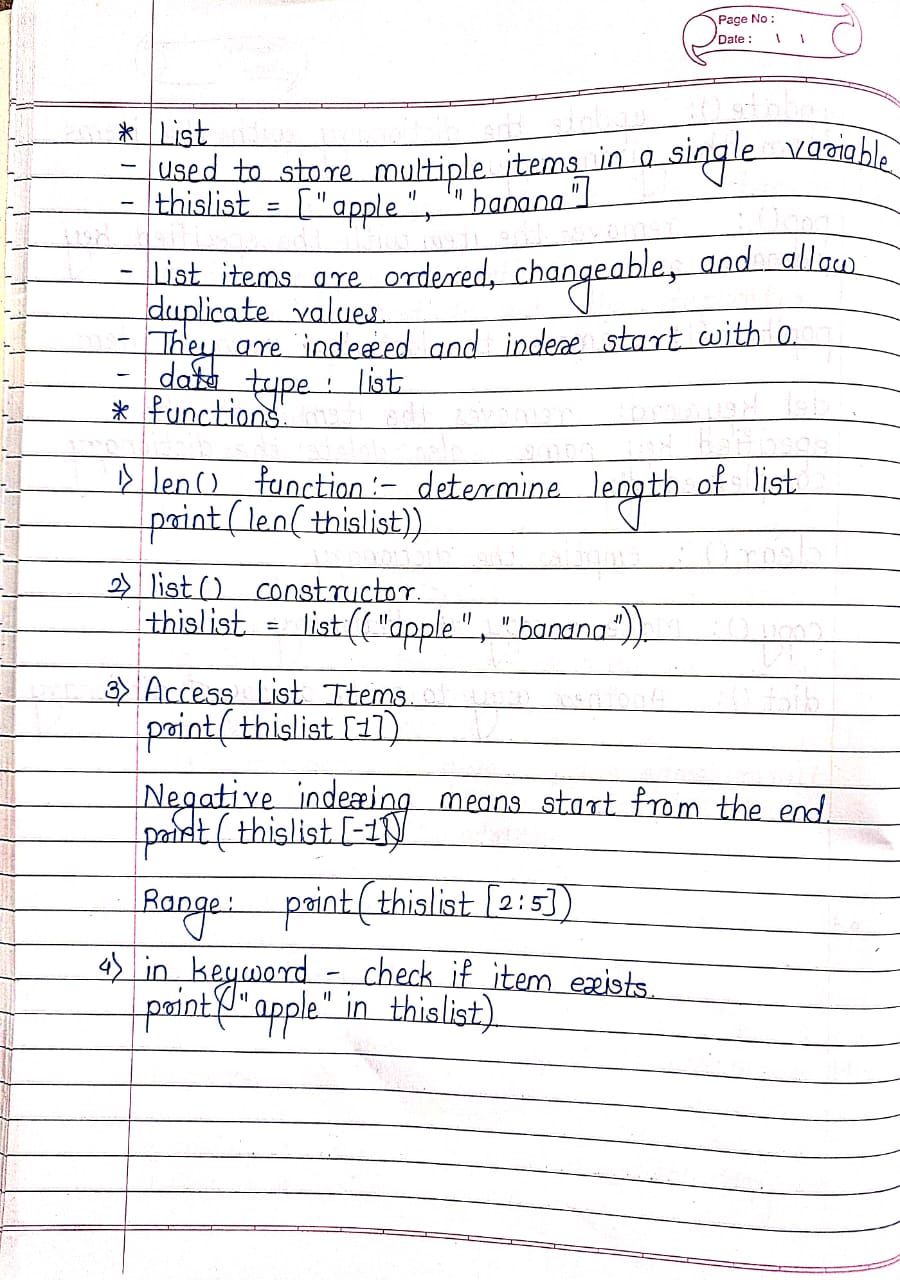 Page No :
Date : \ \
* List
- used to store multiple items in a single variable
- thislist = ["apple", "banana"]
- List items are ordered, changeable, and allow
duplicate values.
- They are indexed and index start with 0.
- data type : list
* functions.
1) len() function :- determine length of list
print(len(thislist))
2) list() constructor.
thislist = list(("apple", "banana")).
3) Access List Items.
print(thislist [1])
Negative indexing means start from the end.
print(thislist [-1])
Range: print(thislist [2:5])
4) in keyword - check if item exists.
print("apple" in thislist)